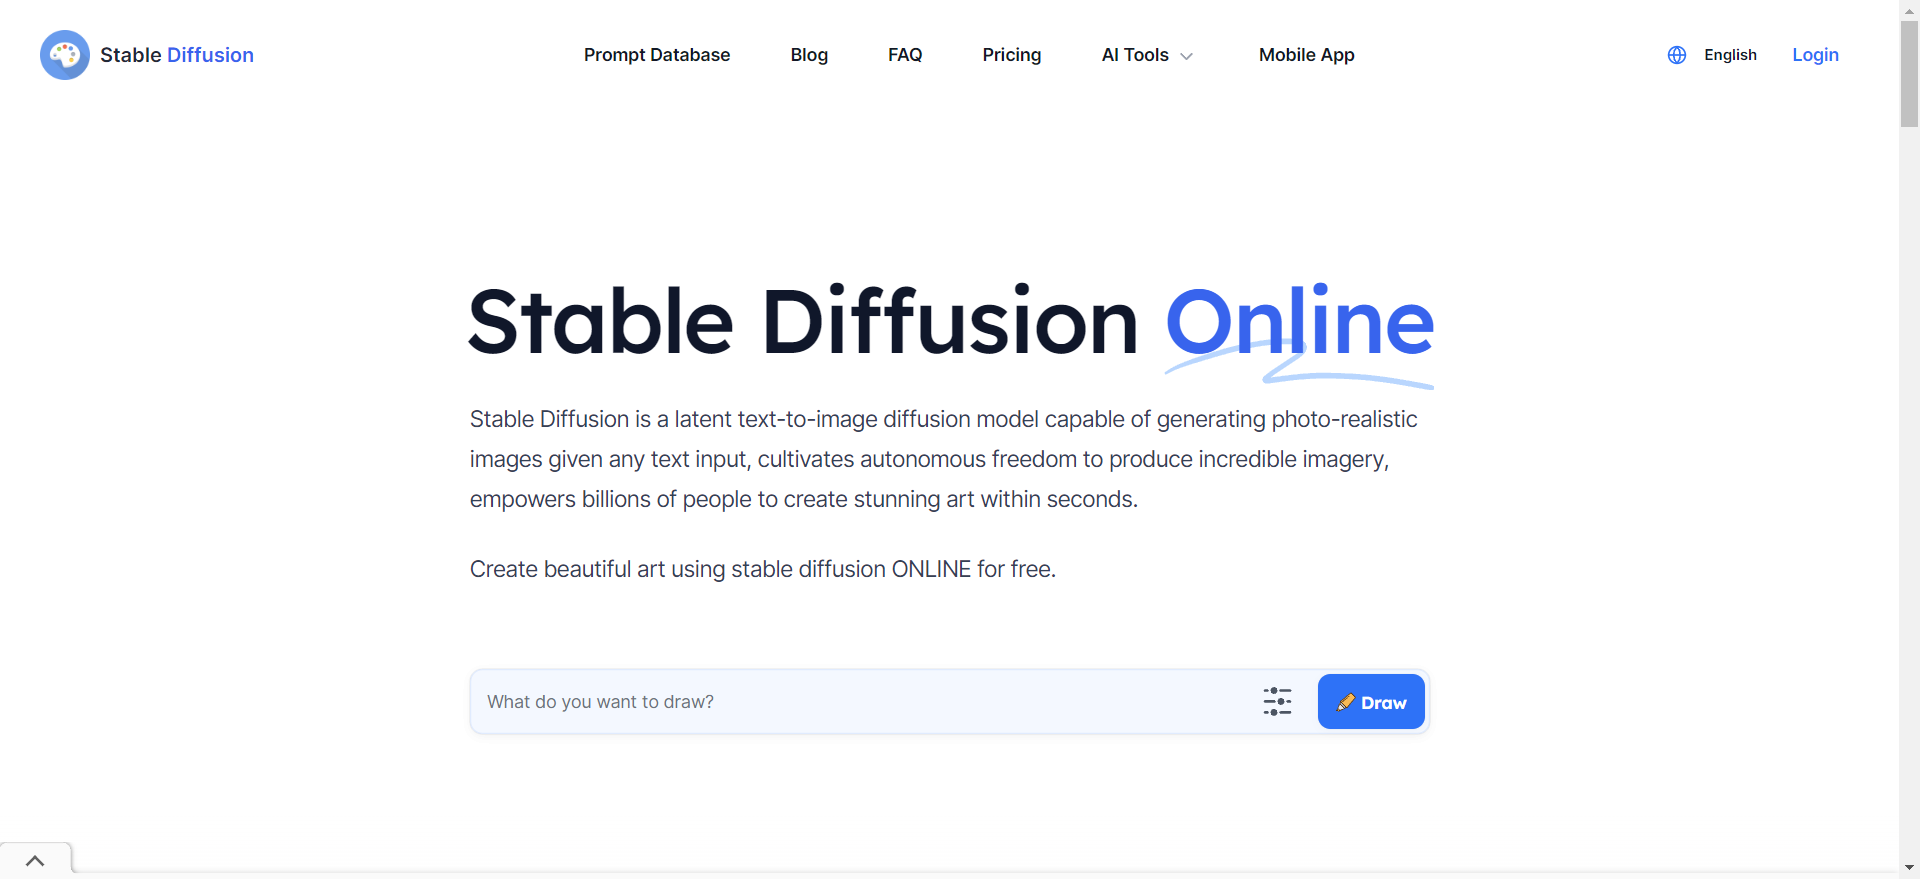 Stable Diffusion
Prompt Database
Blog
FAQ
Pricing
AI Tools
Mobile App
English
Login
Stable Diffusion Online
Stable Diffusion is a latent text-to-image diffusion model capable of generating photo-realistic
images given any text input, cultivates autonomous freedom to produce incredible imagery,
empowers billions of people to create stunning art within seconds.
Create beautiful art using stable diffusion ONLINE for free.
What do you want to draw?
Draw